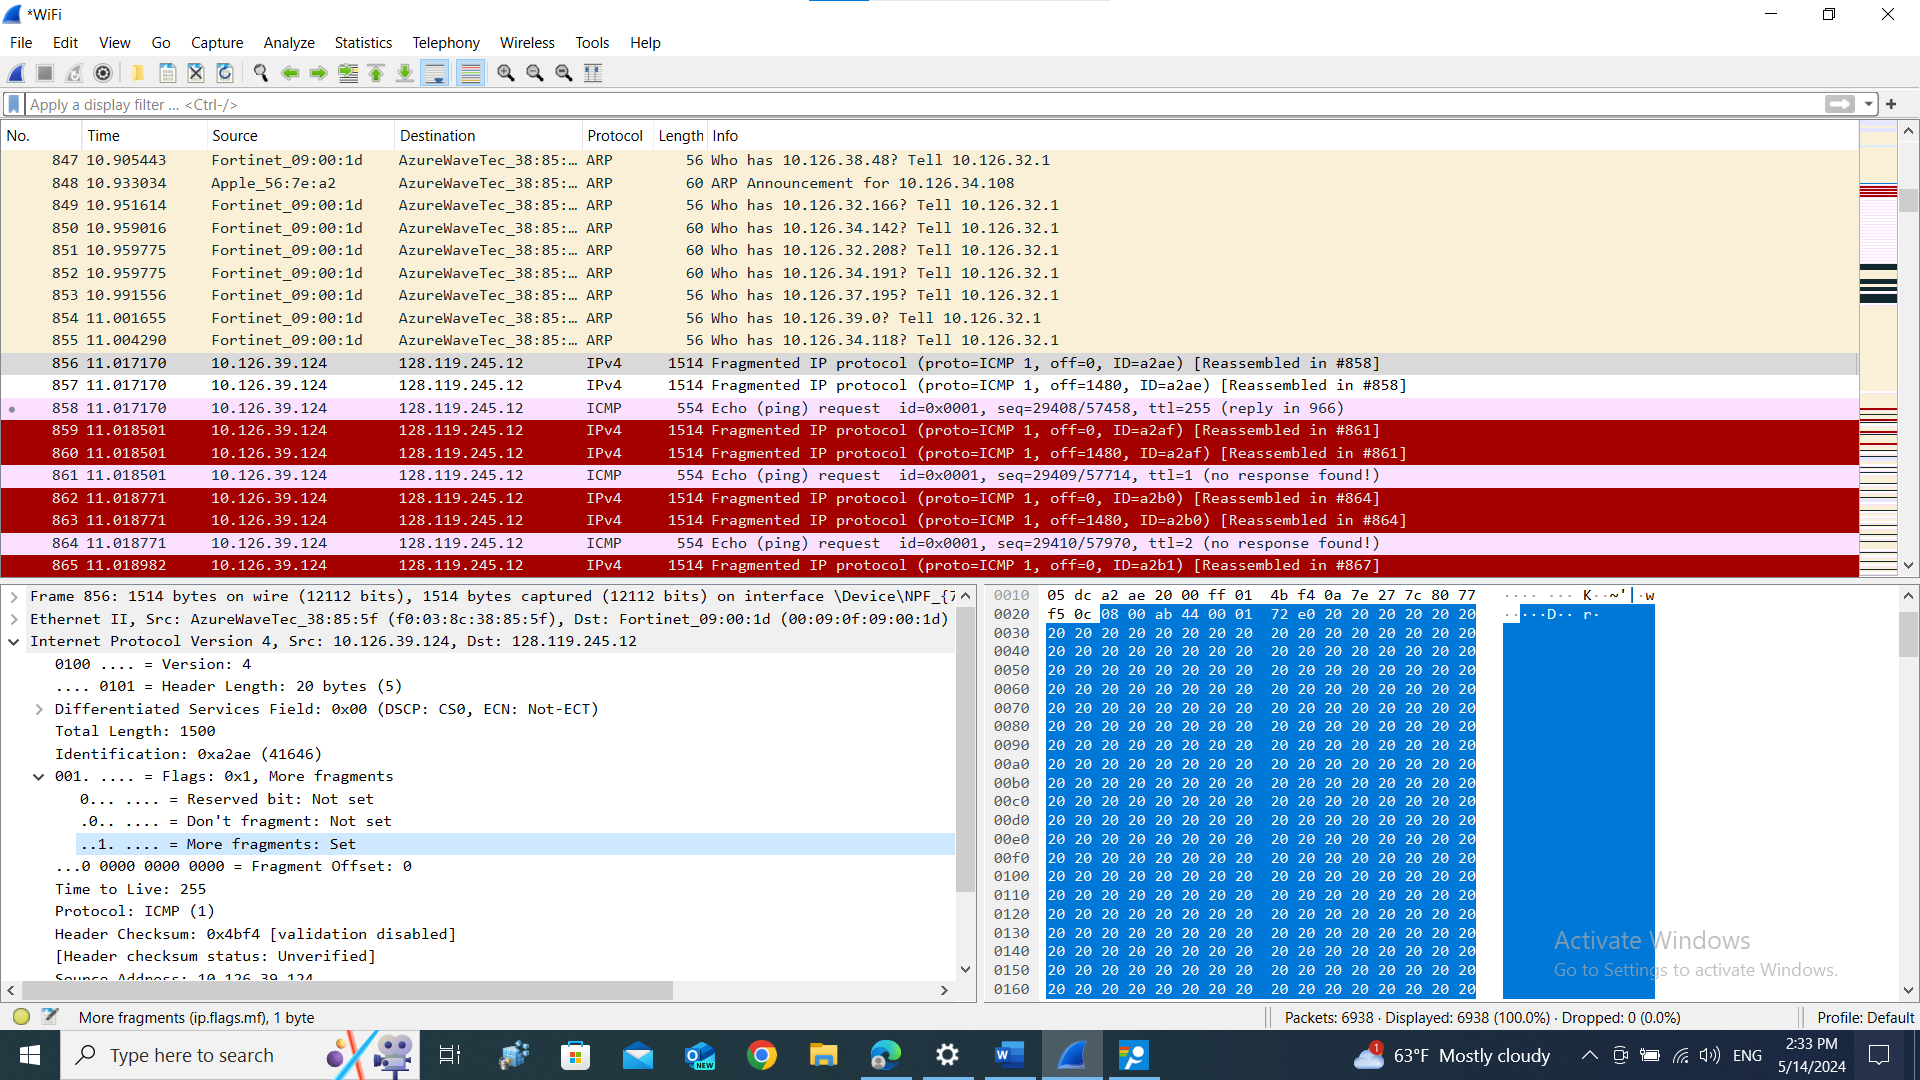 *WiFi
File Edit View Go Capture Analyze Statistics Telephony Wireless Tools Help
Apply a display filter ... <Ctrl-/>
No. Time Source Destination Protocol Length Info
847 10.905443 Fortinet_09:00:1d AzureWaveTec_38:85:… ARP 56 Who has 10.126.38.48? Tell 10.126.32.1
848 10.933034 Apple_56:7e:a2 AzureWaveTec_38:85:… ARP 60 ARP Announcement for 10.126.34.108
849 10.951614 Fortinet_09:00:1d AzureWaveTec_38:85:… ARP 56 Who has 10.126.32.166? Tell 10.126.32.1
850 10.959016 Fortinet_09:00:1d AzureWaveTec_38:85:… ARP 60 Who has 10.126.34.142? Tell 10.126.32.1
851 10.959775 Fortinet_09:00:1d AzureWaveTec_38:85:… ARP 60 Who has 10.126.32.208? Tell 10.126.32.1
852 10.959775 Fortinet_09:00:1d AzureWaveTec_38:85:… ARP 60 Who has 10.126.34.191? Tell 10.126.32.1
853 10.991556 Fortinet_09:00:1d AzureWaveTec_38:85:… ARP 56 Who has 10.126.37.195? Tell 10.126.32.1
854 11.001655 Fortinet_09:00:1d AzureWaveTec_38:85:… ARP 56 Who has 10.126.39.0? Tell 10.126.32.1
855 11.004290 Fortinet_09:00:1d AzureWaveTec_38:85:… ARP 56 Who has 10.126.34.118? Tell 10.126.32.1
856 11.017170 10.126.39.124 128.119.245.12 IPv4 1514 Fragmented IP protocol (proto=ICMP 1, off=0, ID=a2ae) [Reassembled in #858]
857 11.017170 10.126.39.124 128.119.245.12 IPv4 1514 Fragmented IP protocol (proto=ICMP 1, off=1480, ID=a2ae) [Reassembled in #858]
858 11.017170 10.126.39.124 128.119.245.12 ICMP 554 Echo (ping) request id=0x0001, seq=29408/57458, ttl=255 (reply in 966)
859 11.018501 10.126.39.124 128.119.245.12 IPv4 1514 Fragmented IP protocol (proto=ICMP 1, off=0, ID=a2af) [Reassembled in #861]
860 11.018501 10.126.39.124 128.119.245.12 IPv4 1514 Fragmented IP protocol (proto=ICMP 1, off=1480, ID=a2af) [Reassembled in #861]
861 11.018501 10.126.39.124 128.119.245.12 ICMP 554 Echo (ping) request id=0x0001, seq=29409/57714, ttl=1 (no response found!)
862 11.018771 10.126.39.124 128.119.245.12 IPv4 1514 Fragmented IP protocol (proto=ICMP 1, off=0, ID=a2b0) [Reassembled in #864]
863 11.018771 10.126.39.124 128.119.245.12 IPv4 1514 Fragmented IP protocol (proto=ICMP 1, off=1480, ID=a2b0) [Reassembled in #864]
864 11.018771 10.126.39.124 128.119.245.12 ICMP 554 Echo (ping) request id=0x0001, seq=29410/57970, ttl=2 (no response found!)
865 11.018982 10.126.39.124 128.119.245.12 IPv4 1514 Fragmented IP protocol (proto=ICMP 1, off=0, ID=a2b1) [Reassembled in #867]
Frame 856: 1514 bytes on wire (12112 bits), 1514 bytes captured (12112 bits) on interface \Device\NPF_{7
Ethernet II, Src: AzureWaveTec_38:85:5f (f0:03:8c:38:85:5f), Dst: Fortinet_09:00:1d (00:09:0f:09:00:1d)
Internet Protocol Version 4, Src: 10.126.39.124, Dst: 128.119.245.12
0100 .... = Version: 4
.... 0101 = Header Length: 20 bytes (5)
Differentiated Services Field: 0x00 (DSCP: CS0, ECN: Not-ECT)
Total Length: 1500
Identification: 0xa2ae (41646)
001. .... = Flags: 0x1, More fragments
0... .... = Reserved bit: Not set
.0.. .... = Don't fragment: Not set
..1. .... = More fragments: Set
...0 0000 0000 0000 = Fragment Offset: 0
Time to Live: 255
Protocol: ICMP (1)
Header Checksum: 0x4bf4 [validation disabled]
[Header checksum status: Unverified]
Source Address: 10.126.39.124
0010 05 dc a2 ae 20 00 ff 01 4b f4 0a 7e 27 7c 80 77 ···· ··· K··~'|·w
0020 f5 0c 08 00 ab 44 00 01 72 e0 20 20 20 20 20 20 ·····D·· r·
0030 20 20 20 20 20 20 20 20 20 20 20 20 20 20 20 20
0040 20 20 20 20 20 20 20 20 20 20 20 20 20 20 20 20
0050 20 20 20 20 20 20 20 20 20 20 20 20 20 20 20 20
0060 20 20 20 20 20 20 20 20 20 20 20 20 20 20 20 20
0070 20 20 20 20 20 20 20 20 20 20 20 20 20 20 20 20
0080 20 20 20 20 20 20 20 20 20 20 20 20 20 20 20 20
0090 20 20 20 20 20 20 20 20 20 20 20 20 20 20 20 20
00a0 20 20 20 20 20 20 20 20 20 20 20 20 20 20 20 20
00b0 20 20 20 20 20 20 20 20 20 20 20 20 20 20 20 20
00c0 20 20 20 20 20 20 20 20 20 20 20 20 20 20 20 20
00d0 20 20 20 20 20 20 20 20 20 20 20 20 20 20 20 20
00e0 20 20 20 20 20 20 20 20 20 20 20 20 20 20 20 20
00f0 20 20 20 20 20 20 20 20 20 20 20 20 20 20 20 20
0100 20 20 20 20 20 20 20 20 20 20 20 20 20 20 20 20
0110 20 20 20 20 20 20 20 20 20 20 20 20 20 20 20 20
0120 20 20 20 20 20 20 20 20 20 20 20 20 20 20 20 20
0130 20 20 20 20 20 20 20 20 20 20 20 20 20 20 20 20
0140 20 20 20 20 20 20 20 20 20 20 20 20 20 20 20 20
0150 20 20 20 20 20 20 20 20 20 20 20 20 20 20 20 20
0160 20 20 20 20 20 20 20 20 20 20 20 20 20 20 20 20
Activate Windows
Go to Settings to activate Windows.
More fragments (ip.flags.mf), 1 byte
Packets: 6938 · Displayed: 6938 (100.0%) · Dropped: 0 (0.0%)
Profile: Default
Type here to search
NEW
1
63°F Mostly cloudy
ENG
2:33 PM
5/14/2024